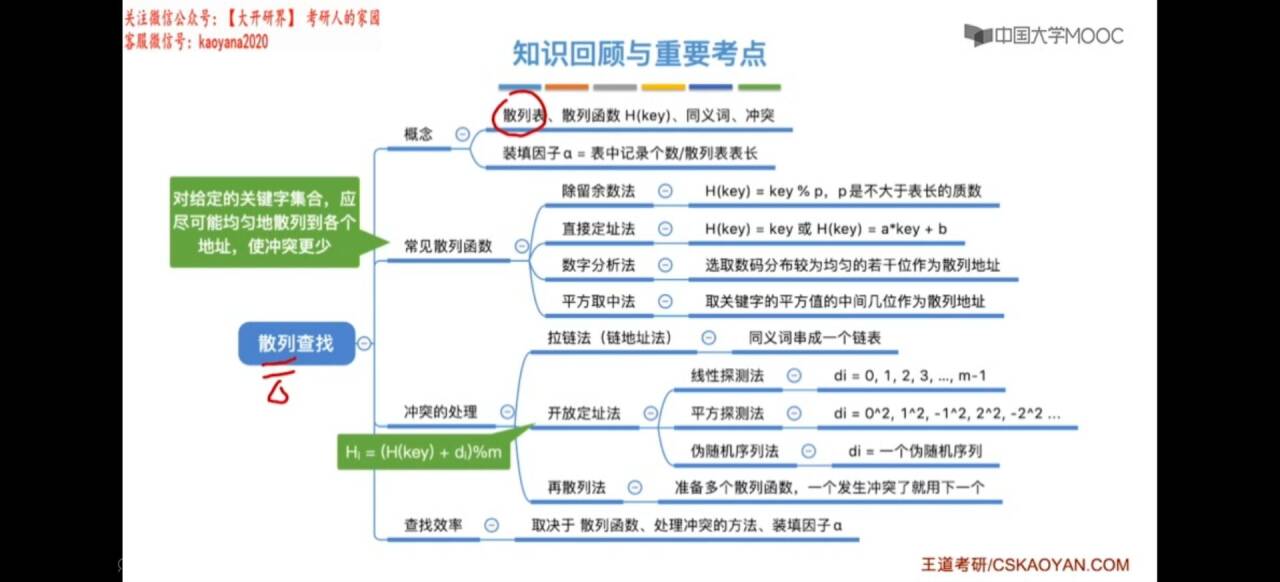 关注微信公众号：【大开研界】 考研人的家园
客服微信号：kaoyana2020
中国大学MOOC
知识回顾与重要考点
散列表、散列函数 H(key)、同义词、冲突
概念
装填因子α = 表中记录个数/散列表表长
对给定的关键字集合，应
尽可能均匀地散列到各个
地址，使冲突更少
常见散列函数
除留余数法
H(key) = key % p，p是不大于表长的质数
直接定址法
H(key) = key 或 H(key) = a*key + b
数字分析法
选取数码分布较为均匀的若干位作为散列地址
平方取中法
取关键字的平方值的中间几位作为散列地址
散列查找
拉链法（链地址法）
同义词串成一个链表
冲突的处理
开放定址法
Hᵢ = (H(key) + dᵢ)%m
线性探测法
di = 0, 1, 2, 3, ..., m-1
平方探测法
di = 0^2, 1^2, -1^2, 2^2, -2^2 ...
伪随机序列法
di = 一个伪随机序列
再散列法
准备多个散列函数，一个发生冲突了就用下一个
查找效率
取决于 散列函数、处理冲突的方法、装填因子α
王道考研/CSKAOYAN.COM